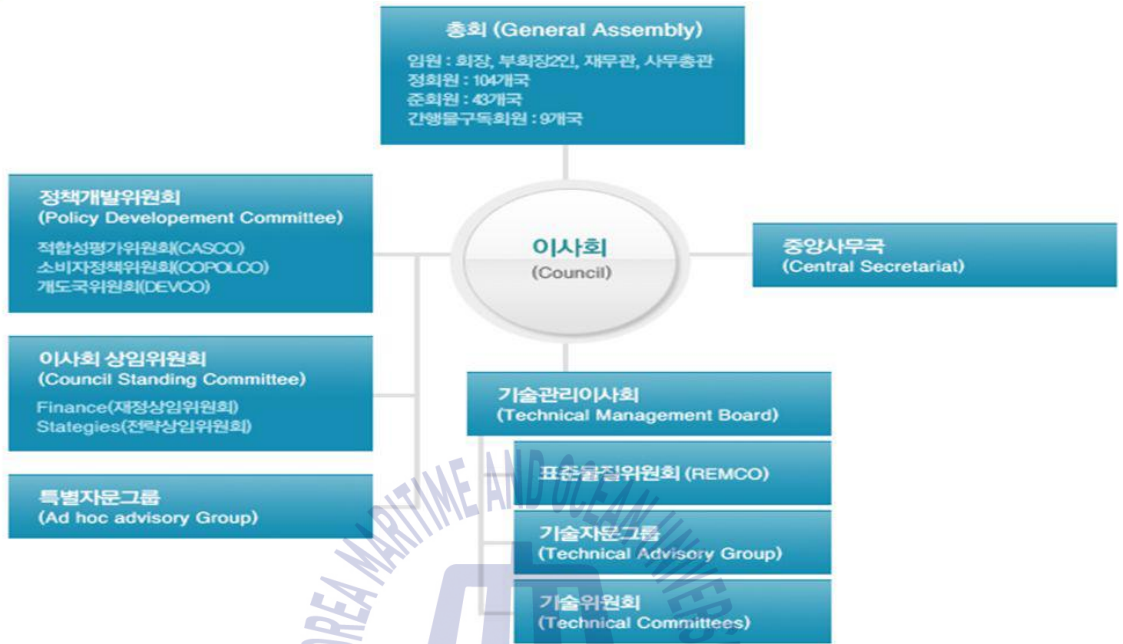 총회 (General Assembly)
임원 : 회장, 부회장2인, 재무관, 사무총관
정회원 : 104개국
준회원 : 43개국
간행물구독회원 : 9개국
정책개발위원회
(Policy Developement Committee)
적합성평가위원회(CASCO)
소비자정책위원회(COPOLCO)
개도국위원회(DEVCO)
이사회
(Council)
중앙사무국
(Central Secretariat)
이사회 상임위원회
(Council Standing Committee)
Finance(재정상임위원회)
Stategies(전략상임위원회)
특별자문그룹
(Ad hoc advisory Group)
기술관리이사회
(Technical Management Board)
표준물질위원회 (REMCO)
기술자문그룹
(Technical Advisory Group)
기술위원회
(Technical Committees)
MARITIME AND OCEAN